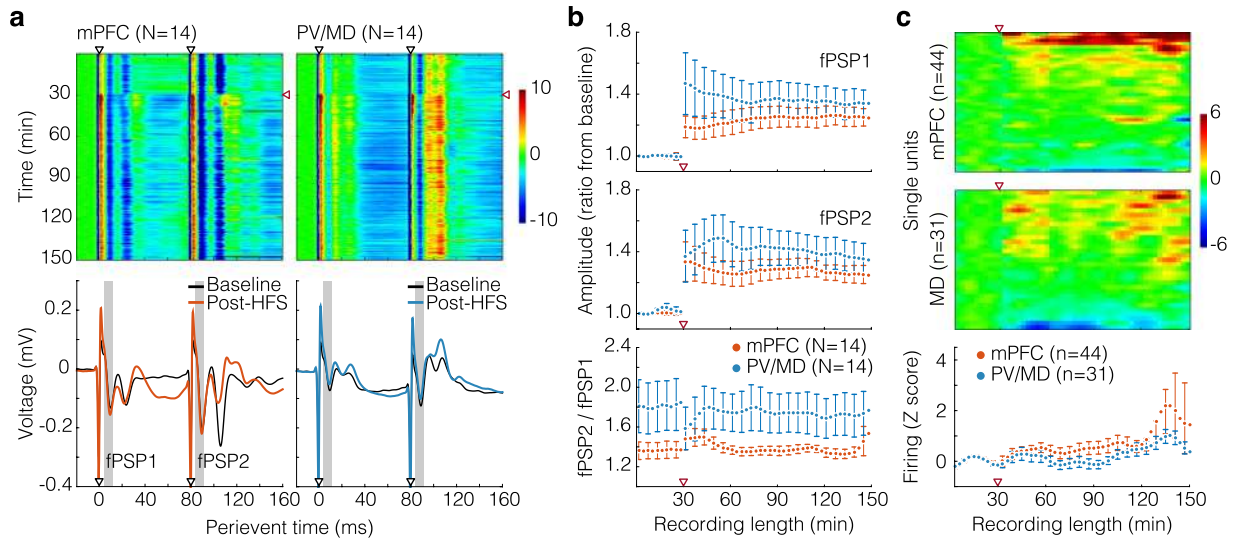 a
mPFC (N=14)
PV/MD (N=14)
Time (min)
30
60
90
120
150
10
0
-10
Voltage (mV)
0.2
0
-0.2
-0.4
Baseline
Post-HFS
fPSP1
fPSP2
0 40 80 120 160
Baseline
Post-HFS
0 40 80 120 160
Perievent time (ms)
b
Amplitude (ratio from baseline)
1.8
1.4
1.0
fPSP1
1.8
1.4
1.0
fPSP2
fPSP2 / fPSP1
2.4
2.0
1.6
1.2
mPFC (N=14)
PV/MD (N=14)
30 60 90 120 150
Recording length (min)
c
Single units
mPFC (n=44)
MD (n=31)
6
0
-6
Firing (Z score)
4
2
0
mPFC (n=44)
PV/MD (n=31)
30 60 90 120 150
Recording length (min)